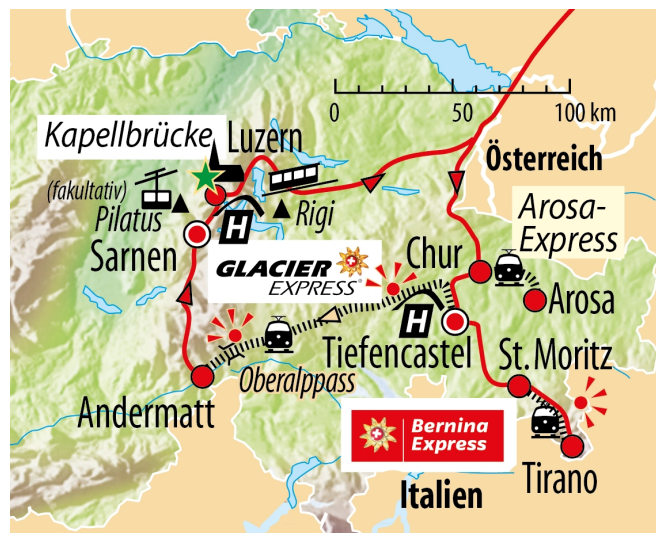 0
50
100 km
Kapellbrücke
Luzern
Österreich
(fakultativ)
Pilatus
Rigi
H
Arosa-
Express
Sarnen
Chur
GLACIER
EXPRESS®
Arosa
H
Tiefencastel
St. Moritz
Oberalppass
Andermatt
Bernina
Express
Tirano
Italien